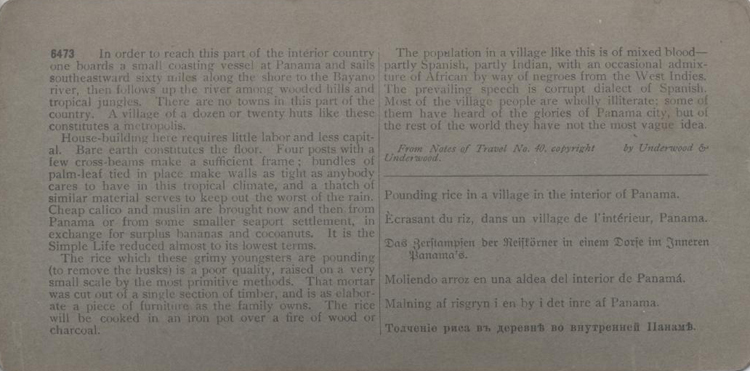 6473 In order to reach this part of the interior country
one boards a small coasting vessel at Panama and sails
southeastward sixty miles along the shore to the Bayano
river, then follows up the river among wooded hills and
tropical jungles. There are no towns in this part of the
country. A village of a dozen or twenty huts like these
constitutes a metropolis.
House-building here requires little labor and less capit-
al. Bare earth constitutes the floor. Four posts with a
few cross-beams make a sufficient frame; bundles of
palm-leaf tied in place make walls as tight as anybody
cares to have in this tropical climate, and a thatch of
similar material serves to keep out the worst of the rain.
Cheap calico and muslin are brought now and then from
Panama or from some smaller seaport settlement, in
exchange for surplus bananas and cocoanuts. It is the
Simple Life reduced almost to its lowest terms.
The rice which these grimy youngsters are pounding
(to remove the husks) is a poor quality, raised on a very
small scale by the most primitive methods. That mortar
was cut out of a single section of timber, and is as elabor-
ate a piece of furniture as the family owns. The rice
will be cooked in an iron pot over a fire of wood or
charcoal.
The population in a village like this is of mixed blood—
partly Spanish, partly Indian, with an occasional admix-
ture of African by way of negroes from the West Indies.
The prevailing speech is corrupt dialect of Spanish.
Most of the village people are wholly illiterate; some of
them have heard of the glories of Panama city, but of
the rest of the world they have not the most vague idea.
From Notes of Travel No. 40, copyright by Underwood &
Underwood.
Pounding rice in a village in the interior of Panama.
Ècrasant du riz, dans un village de l'intérieur, Panama.
Das Zerstampfen der Reiskörner in einem Dorfe im Inneren
Panama's.
Moliendo arroz en una aldea del interior de Panamá.
Maining af risgryn i en by i det inre af Panama.
Толченіе риса въ деревнѣ во внутренней Панамѣ.